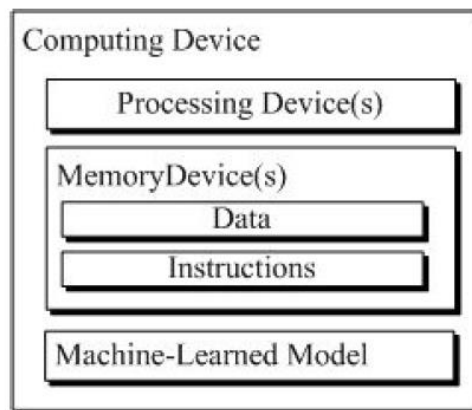 Computing Device
Processing Device(s)
MemoryDevice(s)
Data
Instructions
Machine-Learned Model